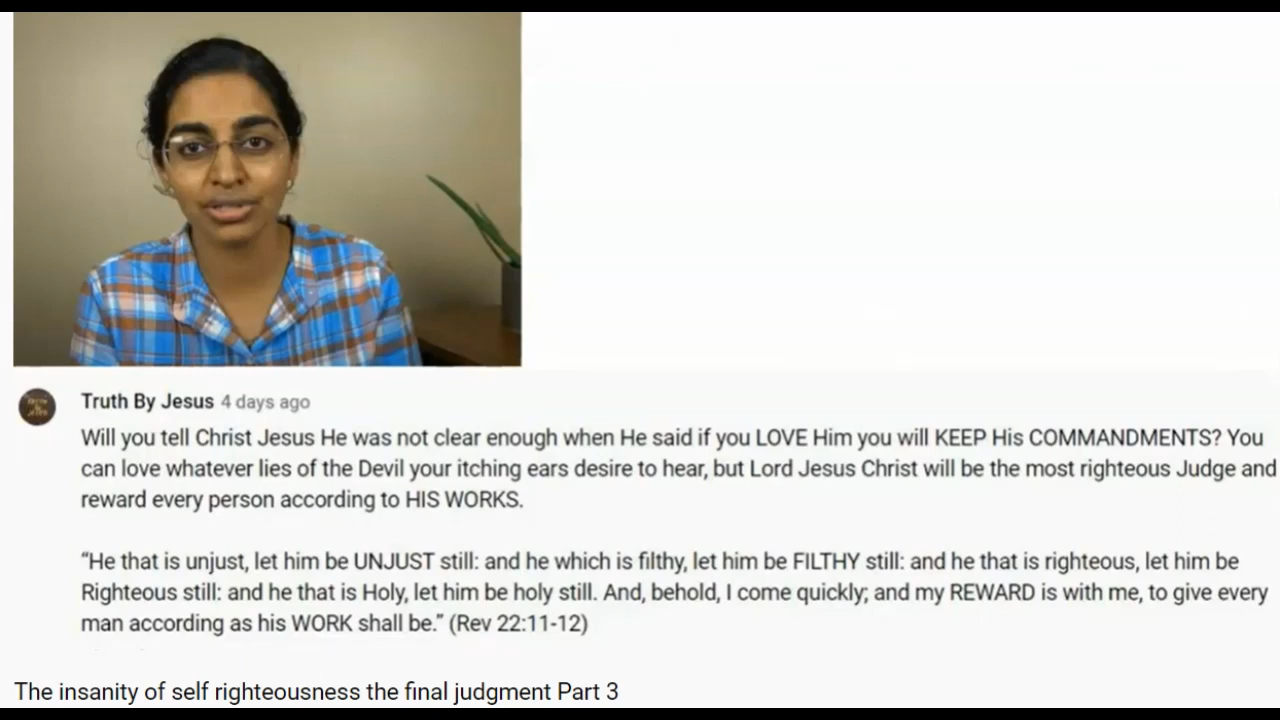 Truth By Jesus 4 days ago
Will you tell Christ Jesus He was not clear enough when He said if you LOVE Him you will KEEP His COMMANDMENTS? You
can love whatever lies of the Devil your itching ears desire to hear, but Lord Jesus Christ will be the most righteous Judge and
reward every person according to HIS WORKS.
“He that is unjust, let him be UNJUST still: and he which is filthy, let him be FILTHY still: and he that is righteous, let him be
Righteous still: and he that is Holy, let him be holy still. And, behold, I come quickly; and my REWARD is with me, to give every
man according as his WORK shall be.” (Rev 22:11-12)
The insanity of self righteousness the final judgment Part 3